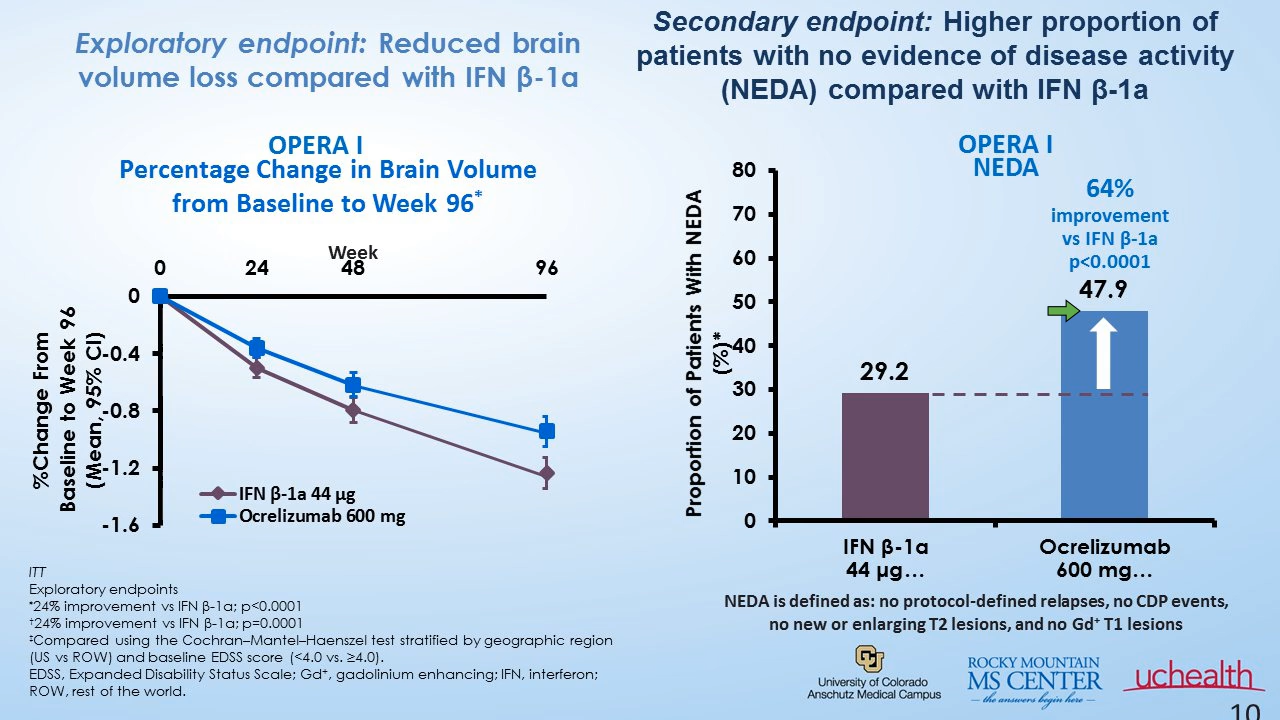 Exploratory endpoint: Reduced brain
volume loss compared with IFN β-1a
Secondary endpoint: Higher proportion of
patients with no evidence of disease activity
(NEDA) compared with IFN β-1a
OPERA I
Percentage Change in Brain Volume
from Baseline to Week 96*
Week
0 24 48 96
0
-0.4
-0.8
-1.2
-1.6
%Change From
Baseline to Week 96
(Mean, 95% CI)
IFN β-1a 44 µg
Ocrelizumab 600 mg
OPERA I
NEDA
64%
improvement
vs IFN β-1a
p<0.0001
80
70
60
50
40
30
20
10
0
Proportion of Patients With NEDA
(%)*
29.2
47.9
IFN β-1a
44 µg…
Ocrelizumab
600 mg…
NEDA is defined as: no protocol-defined relapses, no CDP events,
no new or enlarging T2 lesions, and no Gd⁺ T1 lesions
ITT
Exploratory endpoints
*24% improvement vs IFN β-1a; p<0.0001
†24% improvement vs IFN β-1a; p=0.0001
‡Compared using the Cochran–Mantel–Haenszel test stratified by geographic region
(US vs ROW) and baseline EDSS score (<4.0 vs. ≥4.0).
EDSS, Expanded Disability Status Scale; Gd⁺, gadolinium enhancing; IFN, interferon;
ROW, rest of the world.
CU
University of Colorado
Anschutz Medical Campus
ROCKY MOUNTAIN
MS CENTER
the answers begin here
uchealth
10